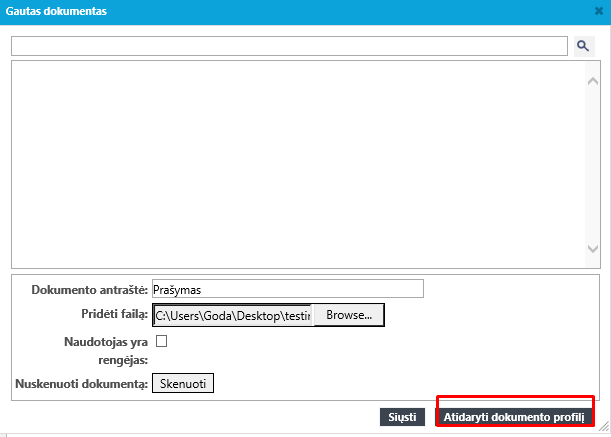 Gautas dokumentas
Dokumento antraštė: Prašymas
Pridėti failą: C:\Users\Goda\Desktop\testir Browse...
Naudotojas yra
rengėjas:
Nuskenuoti dokumentą: Skenuoti
Siųsti Atidaryti dokumento profilį